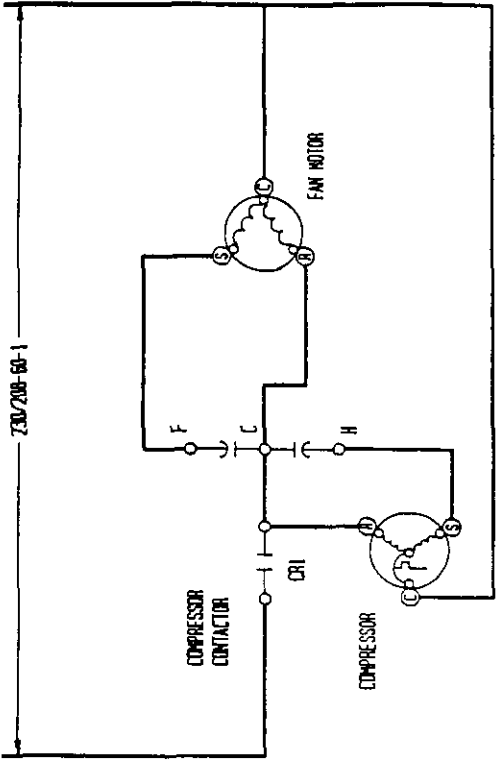 230/208-60-1
COMPRESSOR
CONTACTOR
CR1
F
C
H
S
C
R
FAN MOTOR
COMPRESSOR
C
R
S